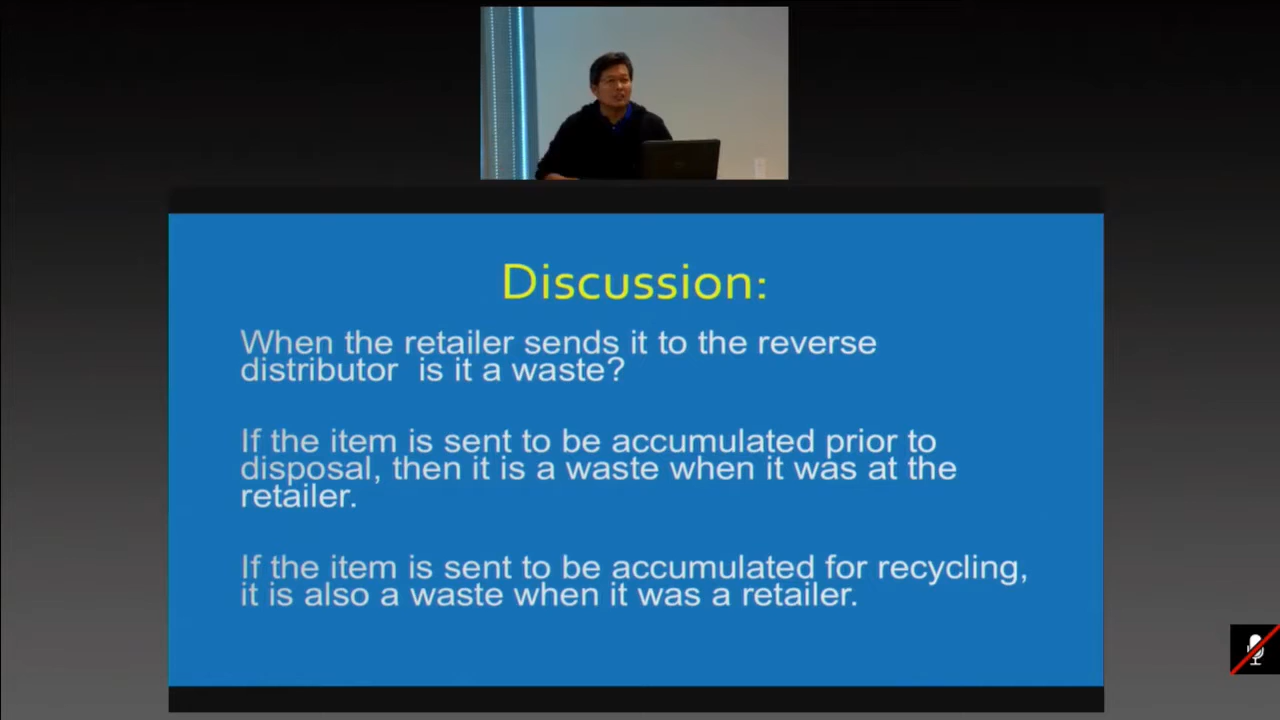 Discussion:
When the retailer sends it to the reverse
distributor  is it a waste?
If the item is sent to be accumulated prior to
disposal, then it is a waste when it was at the
retailer.
If the item is sent to be accumulated for recycling,
it is also a waste when it was a retailer.